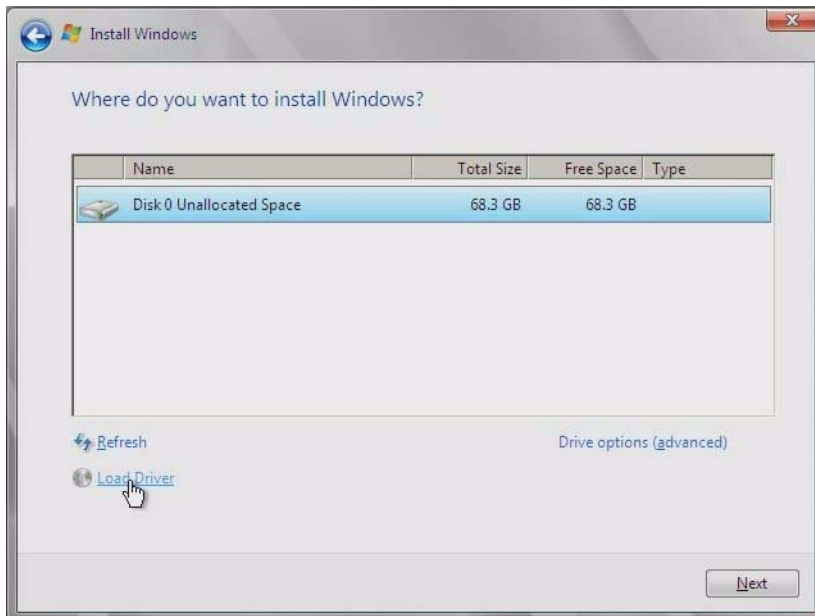 Install Windows
Where do you want to install Windows?
Name Total Size Free Space Type
Disk 0 Unallocated Space 68.3 GB 68.3 GB
Refresh Drive options (advanced)
Load Driver
Next